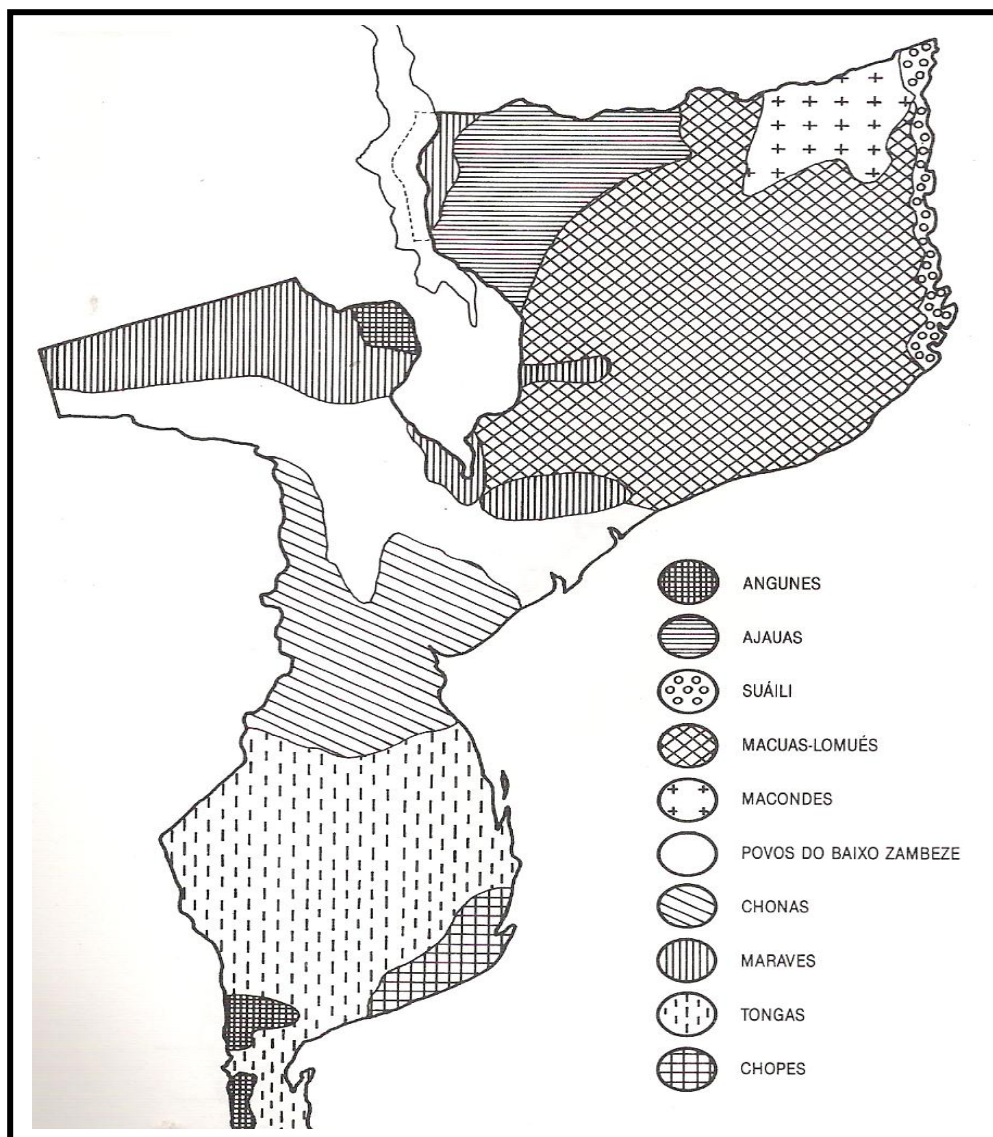 ANGUNES
AJAUAS
SUÁILI
MACUAS-LOMUÉS
MACONDES
POVOS DO BAIXO ZAMBEZE
CHONAS
MARAVES
TONGAS
CHOPES